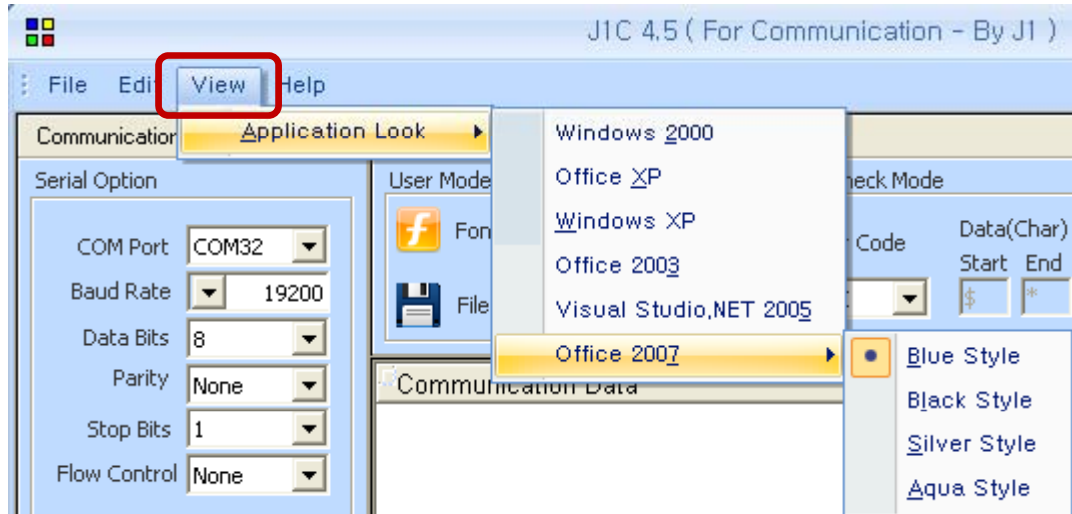 J1C 4.5 ( For Communication - By J1 )
File Edit View Help
Application Look
Communication
Windows 2000
Office XP
Windows XP
Office 2003
Visual Studio,NET 2005
Office 2007
Blue Style
Black Style
Silver Style
Aqua Style
Serial Option
COM Port COM32
Baud Rate 19200
Data Bits 8
Parity None
Stop Bits 1
Flow Control None
User Mode
File
Mode
Code
Data(Char)
Start End
$ *
Communication Data